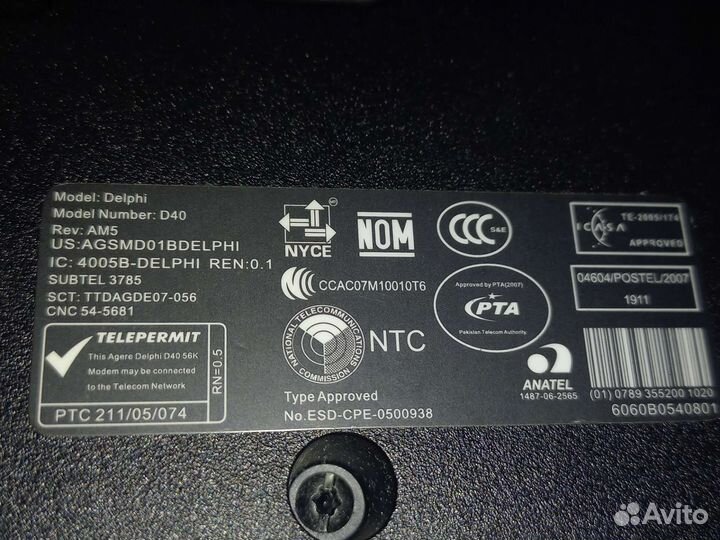 Model: Delphi
Model Number: D40
Rev: AM5
US:AGSMD01BDELPHI
IC: 4005B-DELPHI REN:0.1
SUBTEL 3785
SCT: TTDAGDE07-056
CNC 54-5681
TELEPERMIT
This Agere Delphi D40 56K
Modem may be connected
to the Telecom Network
RN=0.5
PTC 211/05/074
NYCE
NOM
CCC S&E
CCAC07M10010T6
NATIONAL TELECOMMUNICATIONS COMMISSION
NTC
Type Approved
No.ESD-CPE-0500938
Approved by PTA(2007)
PTA
Pakistan Telecom Authority.
ANATEL
1487-06-2565
ICASA
TE-2005/174
APPROVED
04604/POSTEL/2007
1911
(01) 0789 355200 1020
6060B0540801
Avito